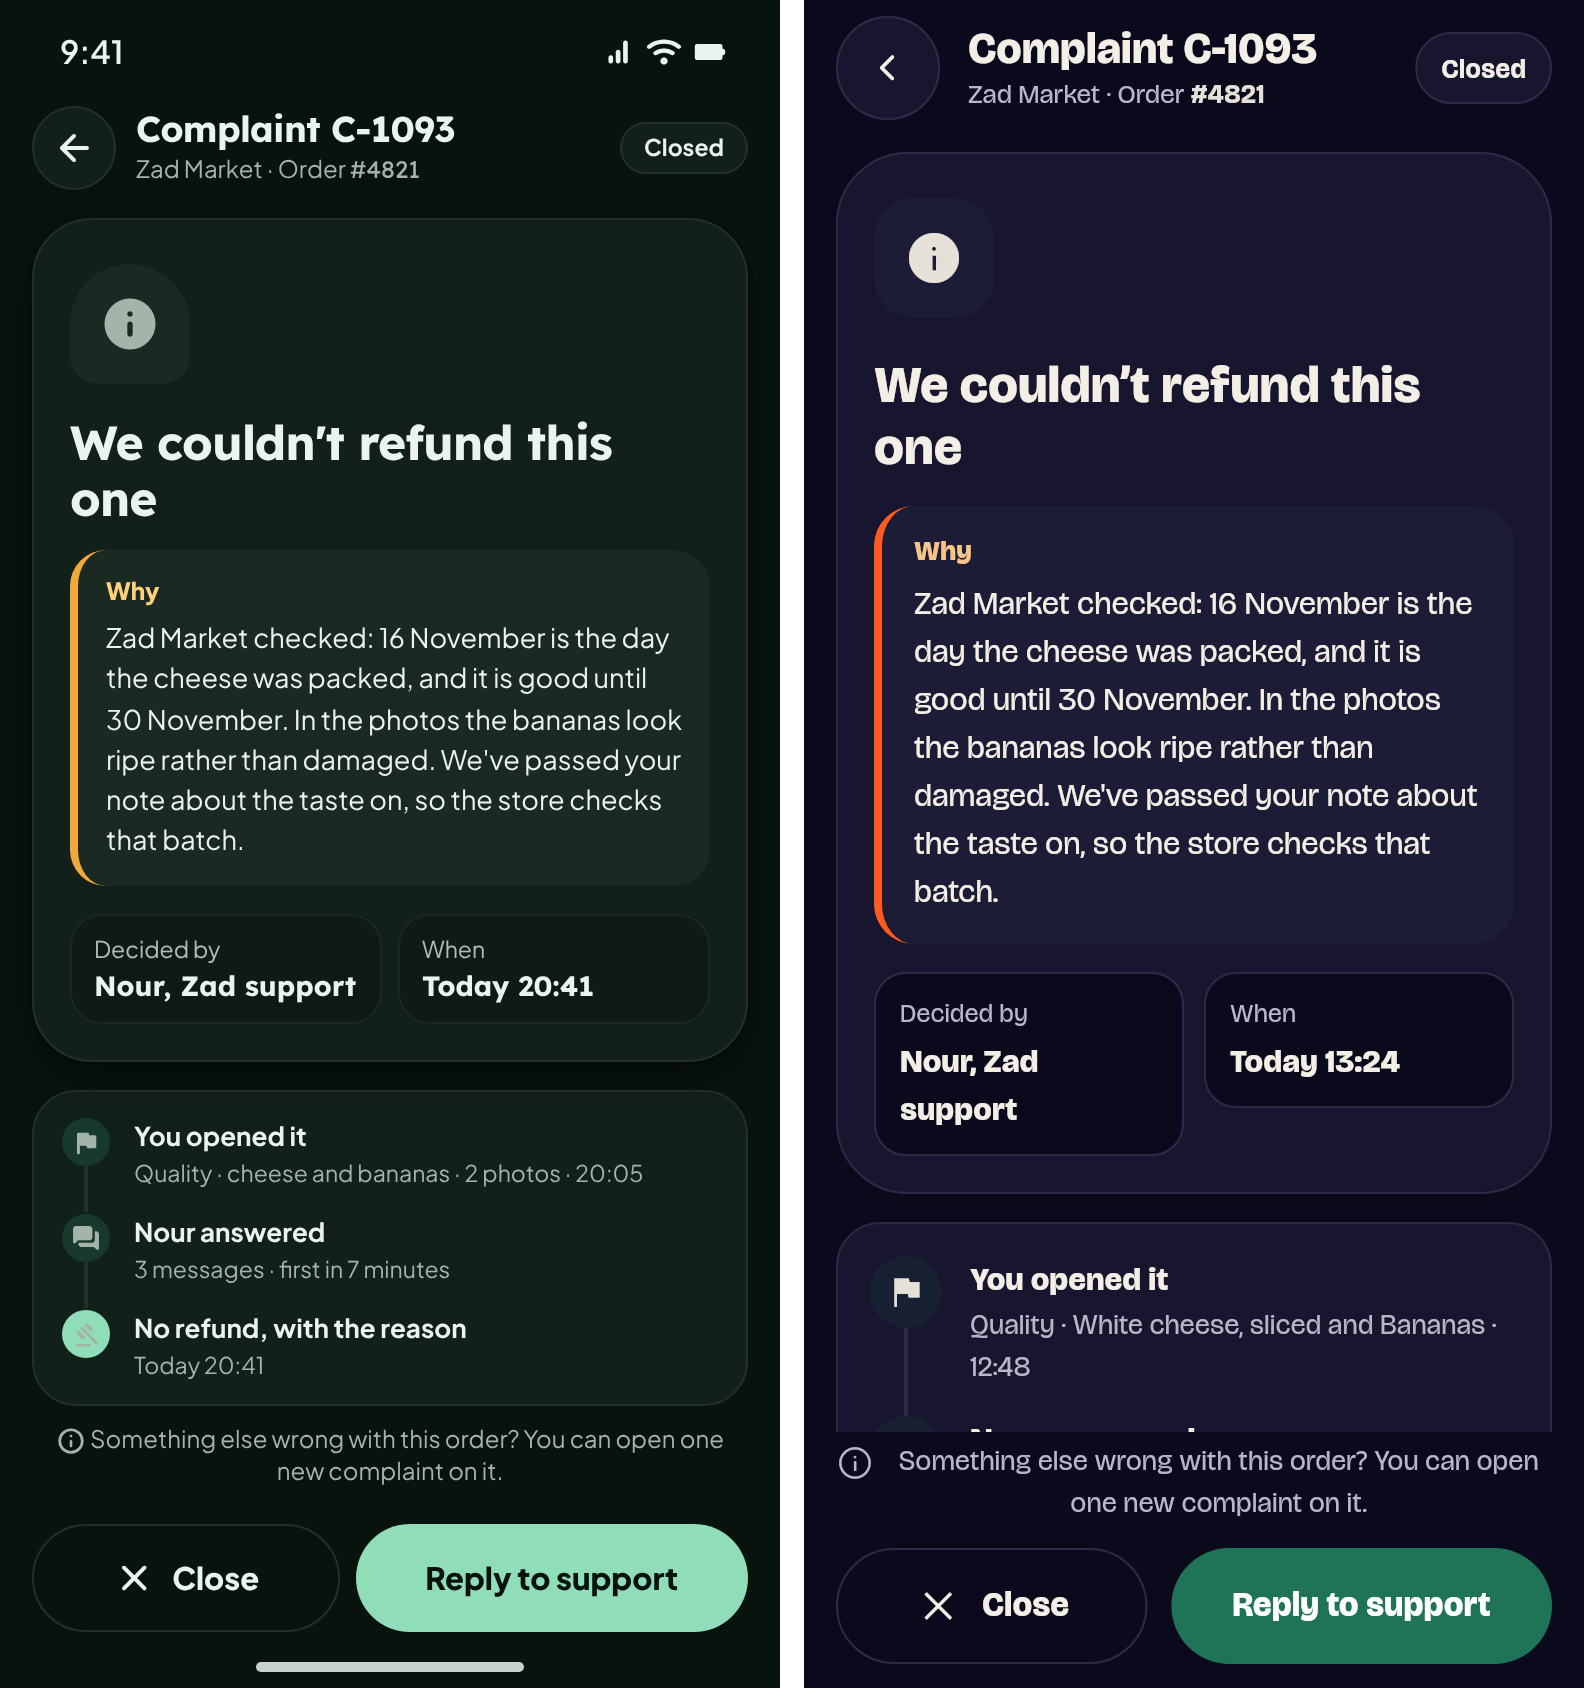 9:41
Complaint C-1093
Zad Market · Order #4821
Closed
We couldn't refund this
one
Why
Zad Market checked: 16 November is the day
the cheese was packed, and it is good until
30 November. In the photos the bananas look
ripe rather than damaged. We've passed your
note about the taste on, so the store checks
that batch.
Decided by
Nour, Zad support
When
Today 20:41
You opened it
Quality · cheese and bananas · 2 photos · 20:05
Nour answered
3 messages · first in 7 minutes
No refund, with the reason
Today 20:41
Something else wrong with this order? You can open one
new complaint on it.
Close
Reply to support
Complaint C-1093
Zad Market · Order #4821
Closed
We couldn’t refund this
one
Why
Zad Market checked: 16 November is the
day the cheese was packed, and it is
good until 30 November. In the photos
the bananas look ripe rather than
damaged. We've passed your note about
the taste on, so the store checks that
batch.
Decided by
Nour, Zad
support
When
Today 13:24
You opened it
Quality · White cheese, sliced and Bananas ·
12:48
Something else wrong with this order? You can open
one new complaint on it.
Close
Reply to support